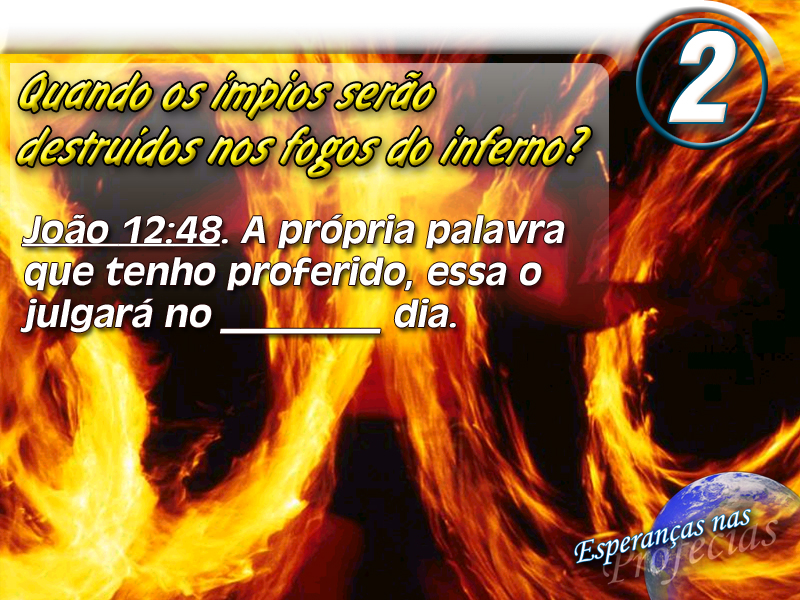 2
Quando os ímpios serão
destruídos nos fogos do inferno?
João 12:48. A própria palavra
que tenho proferido, essa o
julgará no ________ dia.
Esperanças nas
Profecias